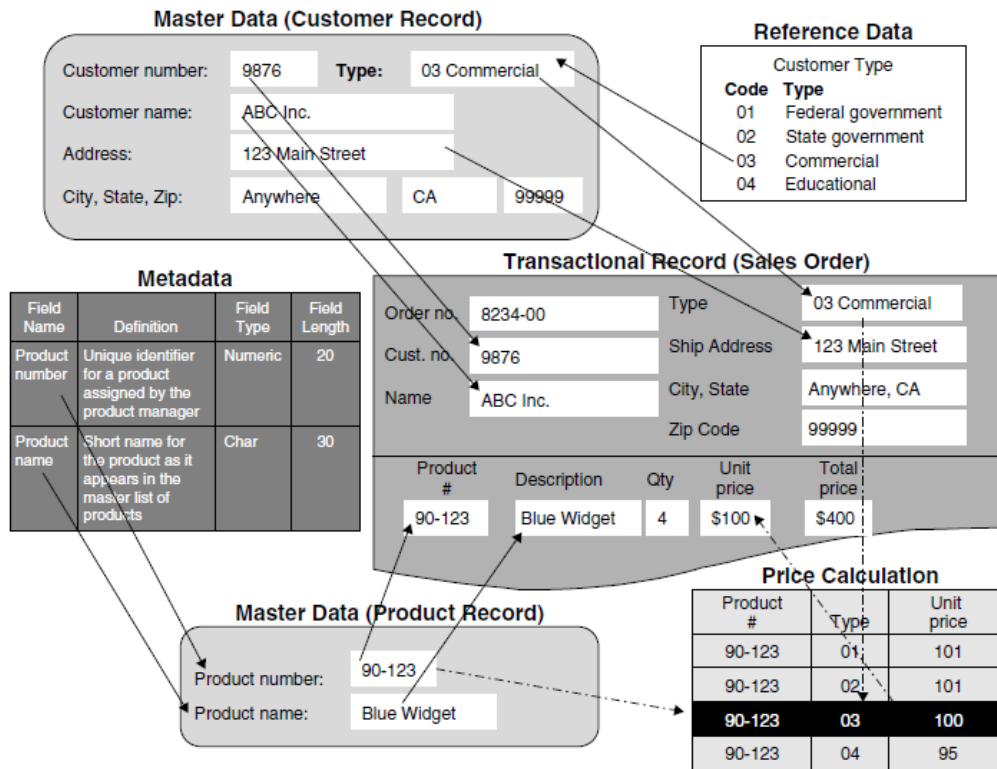 Master Data (Customer Record)
Customer number: 9876 Type: 03 Commercial
Customer name: ABC Inc.
Address: 123 Main Street
City, State, Zip: Anywhere CA 99999
Reference Data
Customer Type
Code Type
01 Federal government
02 State government
03 Commercial
04 Educational
Metadata
Field Name Definition Field Type Field Length
Product number Unique identifier for a product assigned by the product manager Numeric 20
Product name Short name for the product as it appears in the master list of products Char 30
Transactional Record (Sales Order)
Order no. 8234-00 Type 03 Commercial
Cust. no. 9876 Ship Address 123 Main Street
Name ABC Inc. City, State Anywhere, CA
Zip Code 99999
Product # Description Qty Unit price Total price
90-123 Blue Widget 4 $100 $400
Master Data (Product Record)
Product number: 90-123
Product name: Blue Widget
Price Calculation
Product # Type Unit price
90-123 01 101
90-123 02 101
90-123 03 100
90-123 04 95